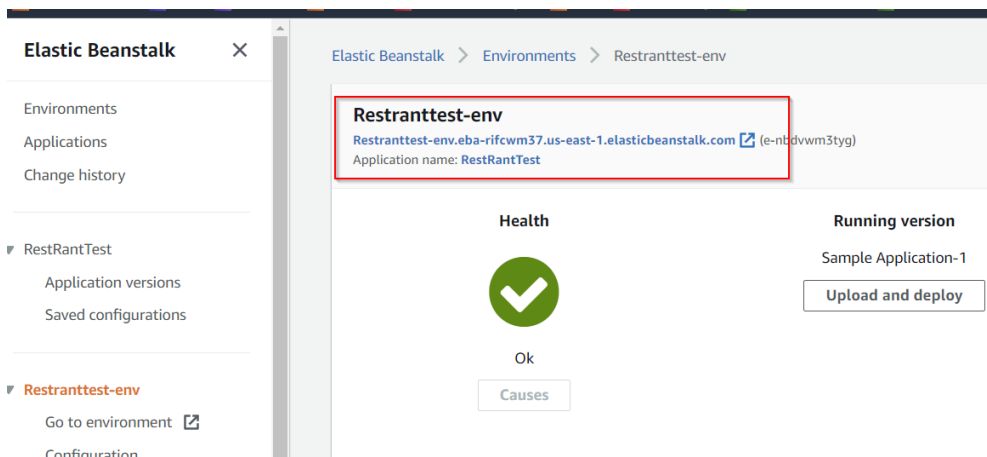 Elastic Beanstalk
Environments
Applications
Change history
RestRantTest
Application versions
Saved configurations
Restranttest-env
Go to environment
Configuration
Elastic Beanstalk > Environments > Restranttest-env
Restranttest-env
Restranttest-env.eba-rifcwm37.us-east-1.elasticbeanstalk.com (e-nbdvwm3tyg)
Application name: RestRantTest
Health
Ok
Causes
Running version
Sample Application-1
Upload and deploy